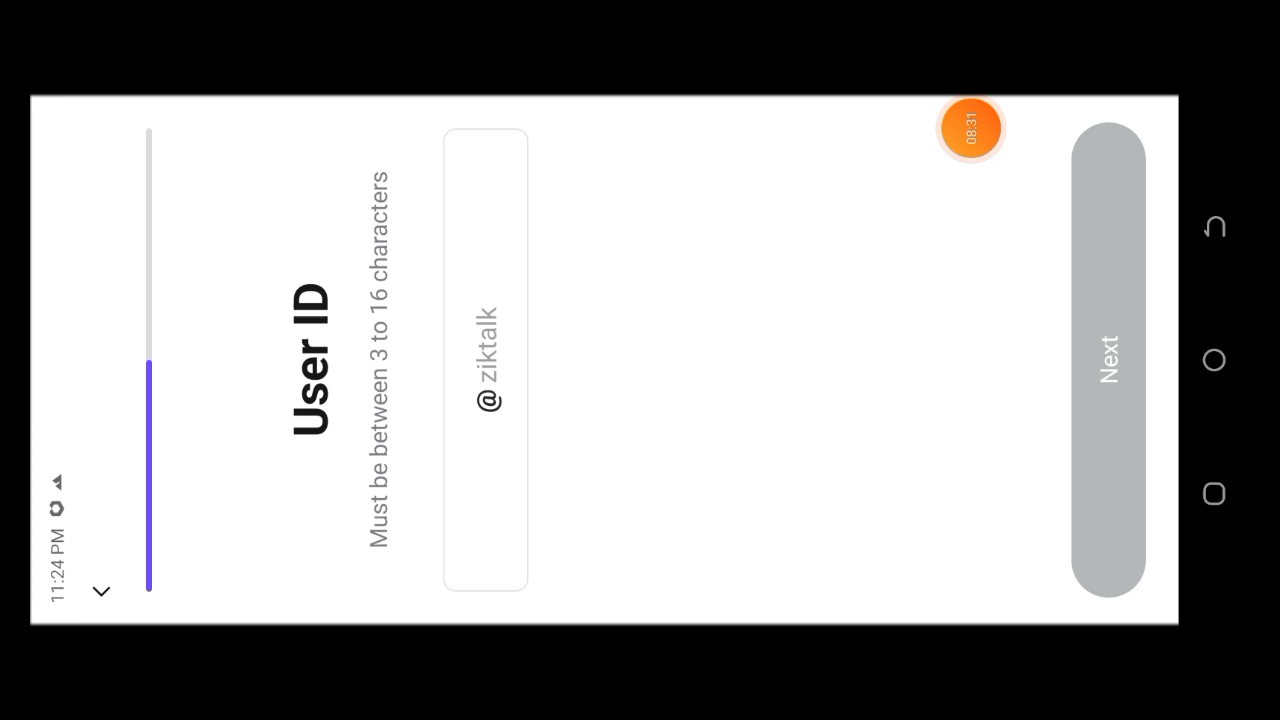 11:24 PM
User ID
Must be between 3 to 16 characters
@ ziktalk
08:31
Next